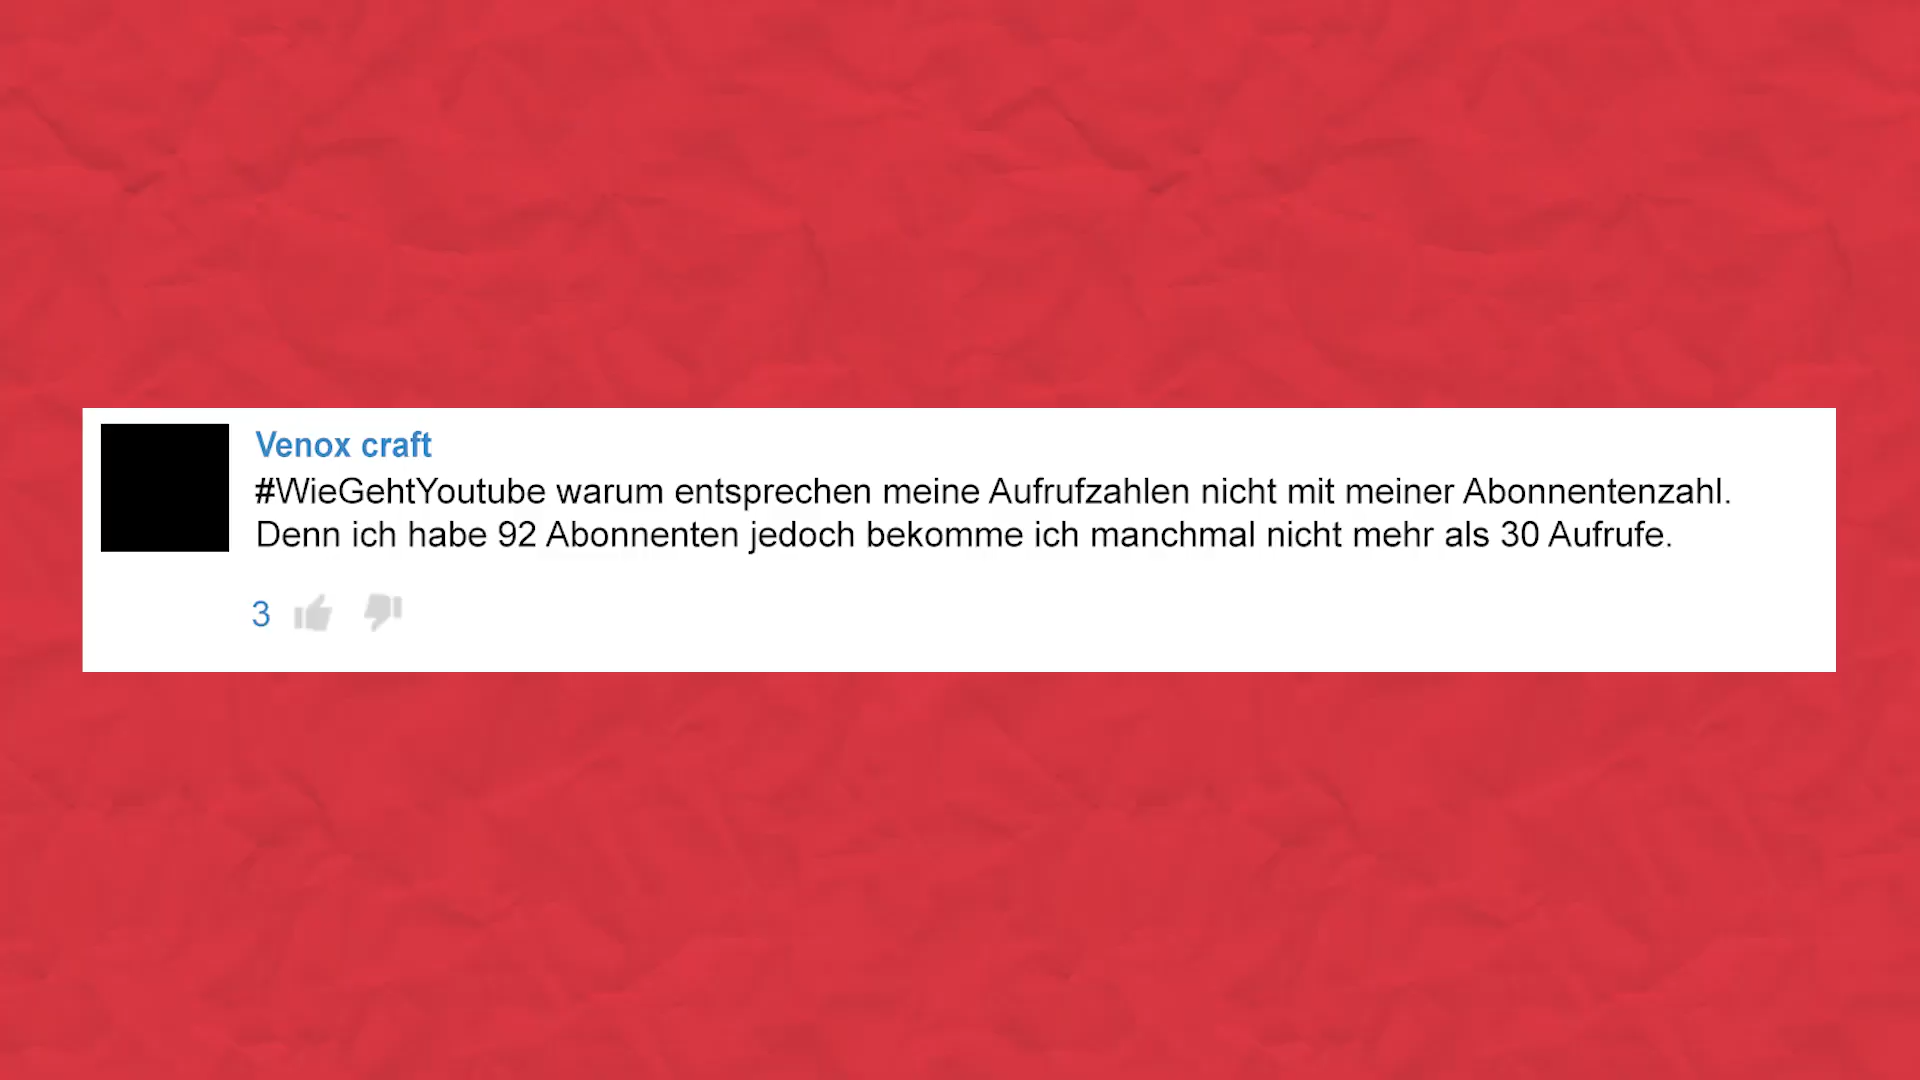 Venox craft
#WieGehtYoutube warum entsprechen meine Aufrufzahlen nicht mit meiner Abonnentenzahl.
Denn ich habe 92 Abonnenten jedoch bekomme ich manchmal nicht mehr als 30 Aufrufe.
3